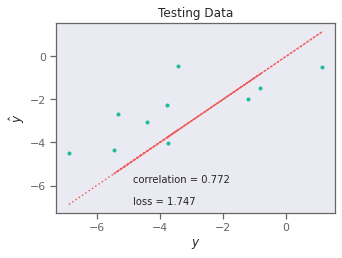 Testing Data
ŷ
0
−2
−4
−6
correlation = 0.772
loss = 1.747
−6
−4
−2
0
y